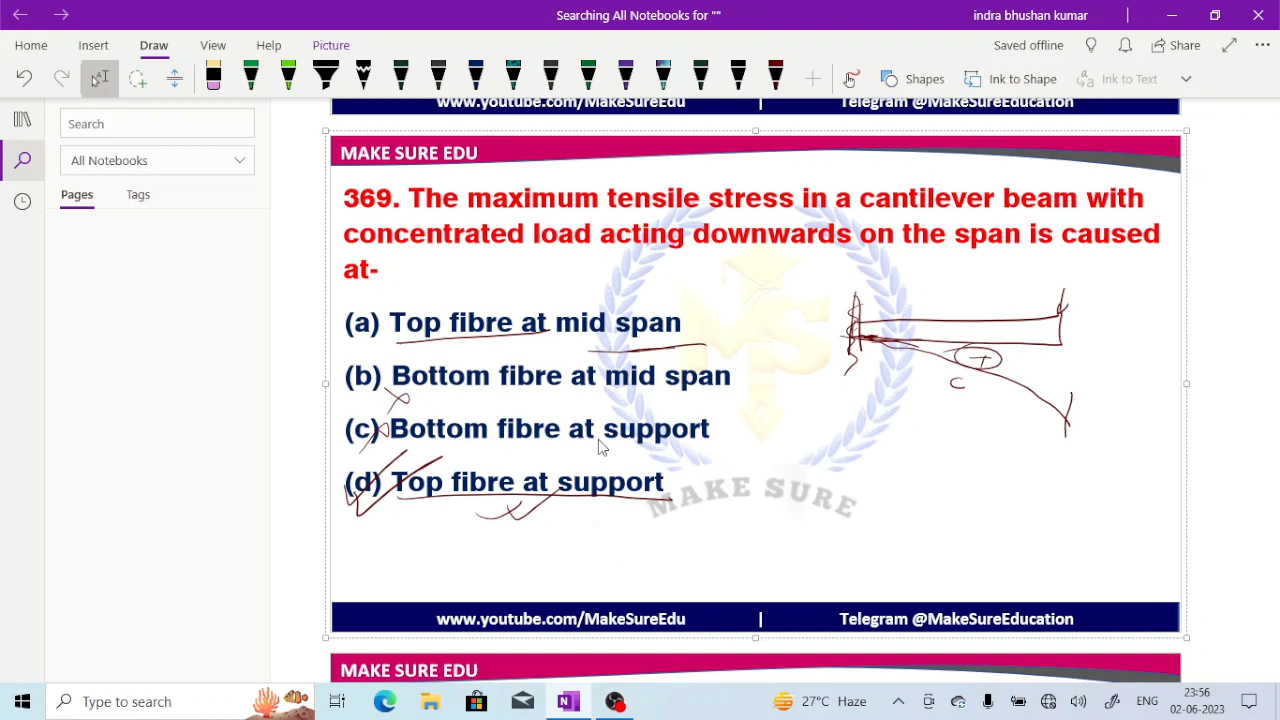 Searching All Notebooks for ""
indra bhushan kumar
Home Insert Draw View Help Picture
Saved offline Share
Shapes Ink to Shape Ink to Text
Search
All Notebooks
Pages Tags
www.youtube.com/MakeSureEdu | Telegram @MakeSureEducation
MAKE SURE EDU
369. The maximum tensile stress in a cantilever beam with
concentrated load acting downwards on the span is caused
at-
(a) Top fibre at mid span
(b) Bottom fibre at mid span
(c) Bottom fibre at support
(d) Top fibre at support
+
C
MS
MAKE SURE
www.youtube.com/MakeSureEdu | Telegram @MakeSureEducation
MAKE SURE EDU
Type to search
27°C Haze
ENG
23:56
02-06-2023